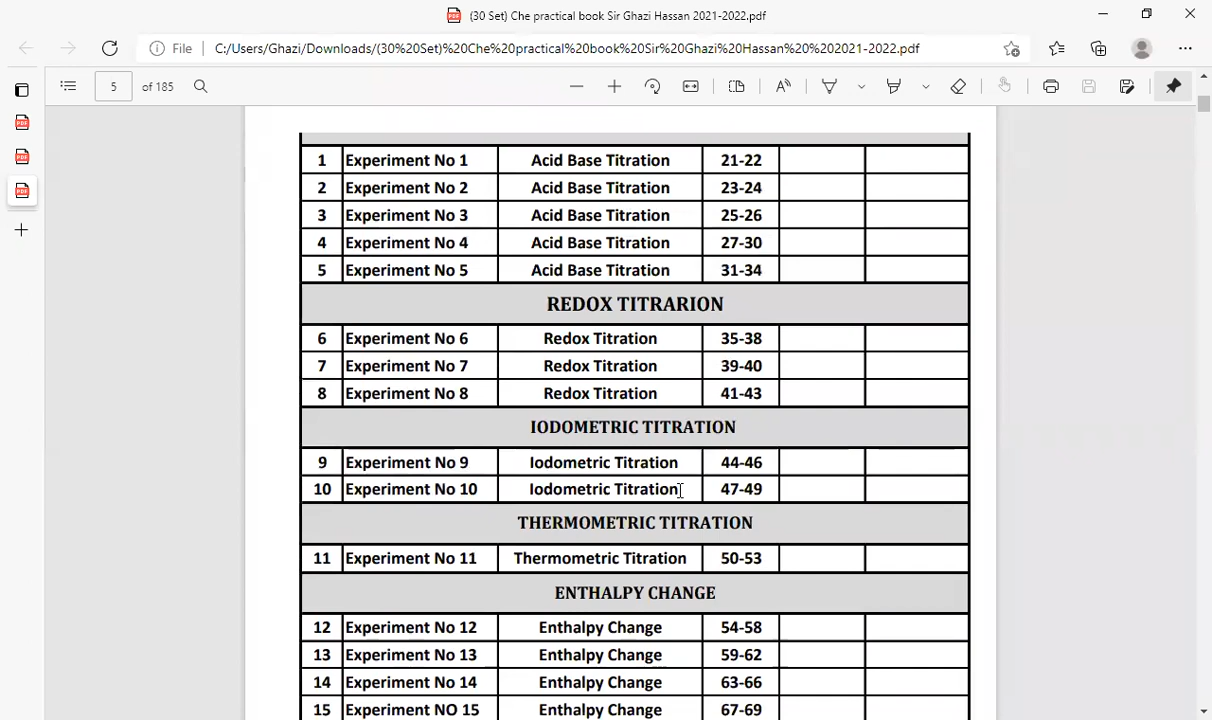 (30 Set) Che practical book Sir Ghazi Hassan 2021-2022.pdf
File C:/Users/Ghazi/Downloads/(30%20Set)%20Che%20practical%20book%20Sir%20Ghazi%20Hassan%20%202021-2022.pdf
5 of 185
1 Experiment No 1 Acid Base Titration 21-22
2 Experiment No 2 Acid Base Titration 23-24
3 Experiment No 3 Acid Base Titration 25-26
4 Experiment No 4 Acid Base Titration 27-30
5 Experiment No 5 Acid Base Titration 31-34
REDOX TITRARION
6 Experiment No 6 Redox Titration 35-38
7 Experiment No 7 Redox Titration 39-40
8 Experiment No 8 Redox Titration 41-43
IODOMETRIC TITRATION
9 Experiment No 9 Iodometric Titration 44-46
10 Experiment No 10 Iodometric Titration 47-49
THERMOMETRIC TITRATION
11 Experiment No 11 Thermometric Titration 50-53
ENTHALPY CHANGE
12 Experiment No 12 Enthalpy Change 54-58
13 Experiment No 13 Enthalpy Change 59-62
14 Experiment No 14 Enthalpy Change 63-66
15 Experiment NO 15 Enthalpy Change 67-69